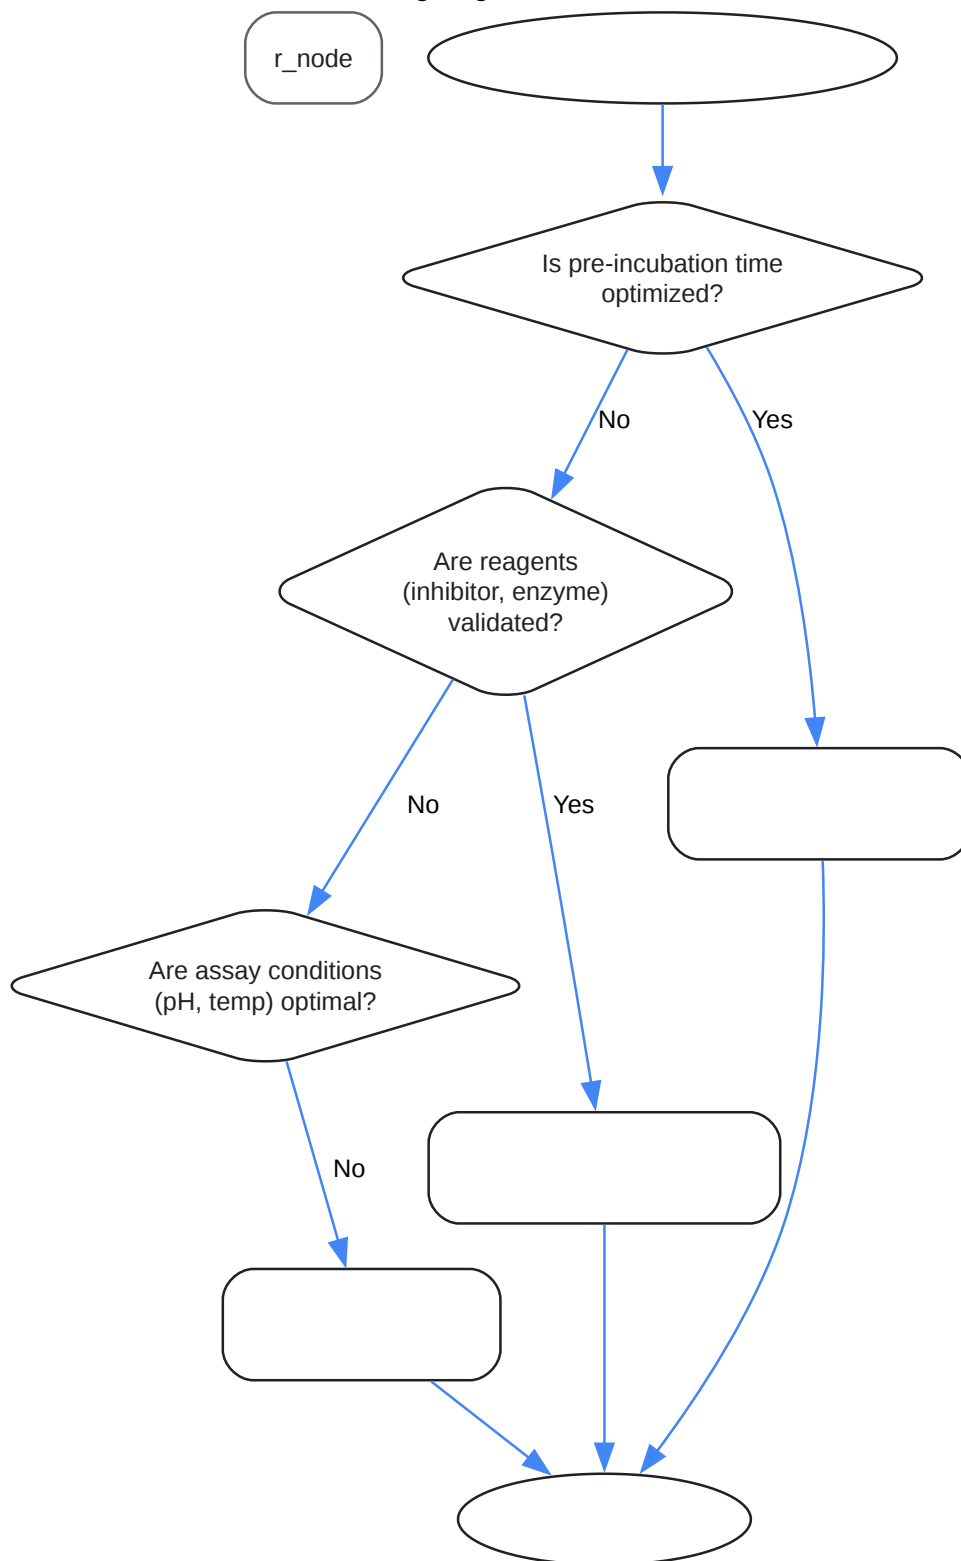 r_node
Is pre-incubation time
optimized?
No
Yes
Are reagents
(inhibitor, enzyme)
validated?
No
Yes
Are assay conditions
(pH, temp) optimal?
No